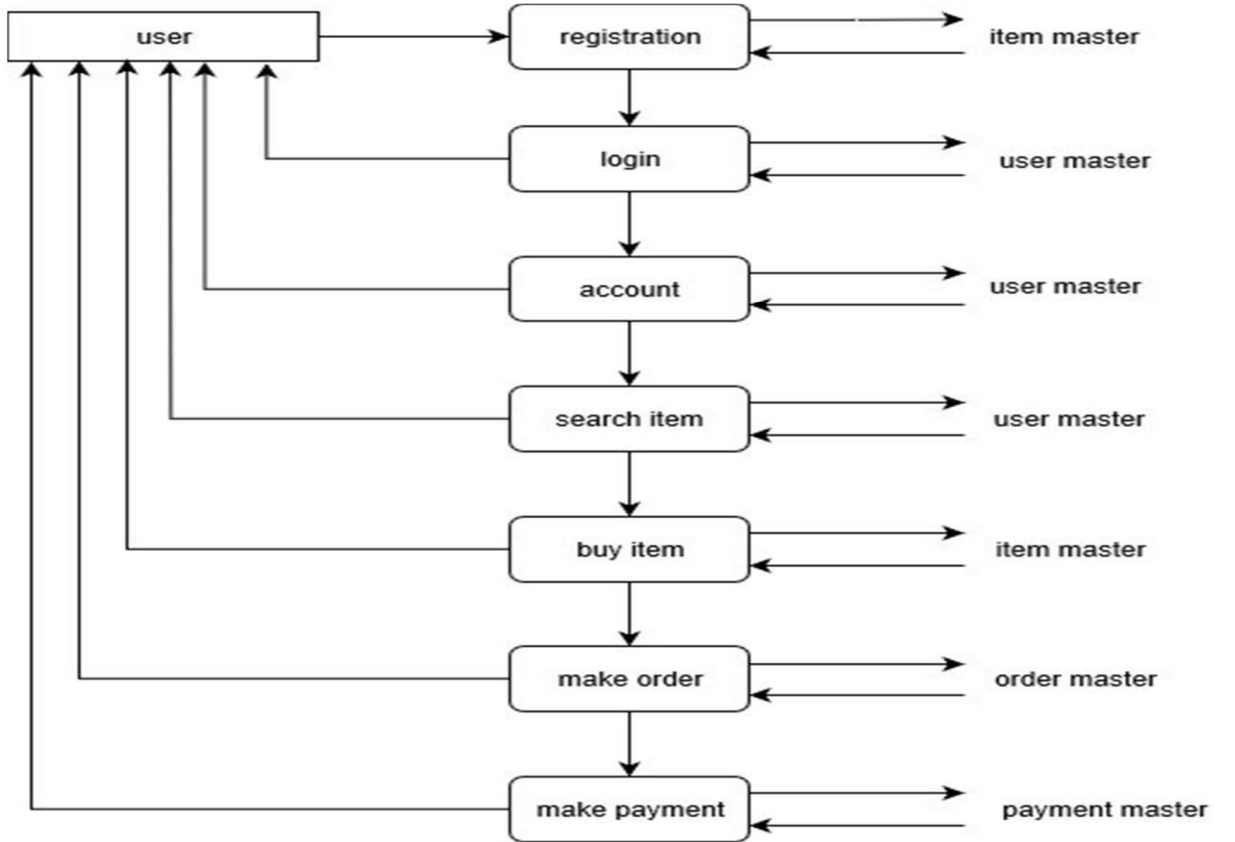 user
registration
item master
login
user master
account
user master
search item
user master
buy item
item master
make order
order master
make payment
payment master